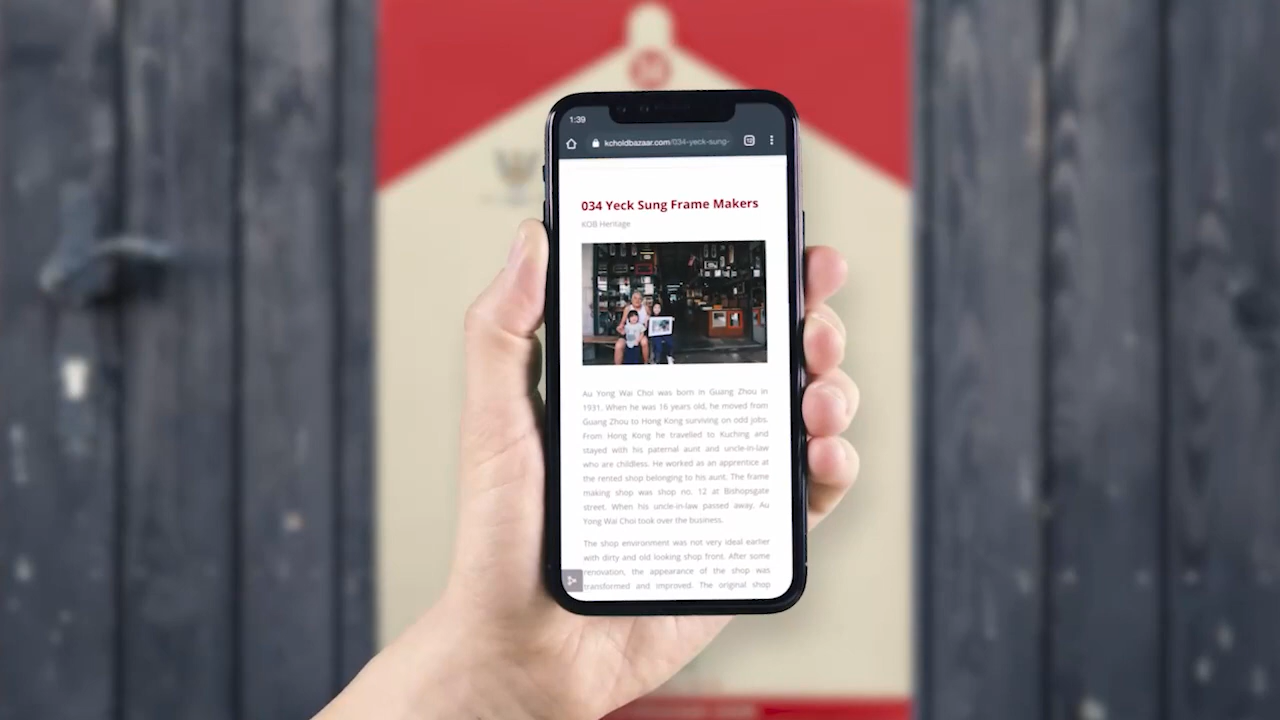 1:39
kcholdbazaar.com/034-yeck-sung-
12
034 Yeck Sung Frame Makers
KOB Heritage
Au Yong Wai Choi was born in Guang Zhou in
1931. When he was 16 years old, he moved from
Guang Zhou to Hong Kong surviving on odd jobs.
From Hong Kong he travelled to Kuching and
stayed with his paternal aunt and uncle-in-law
who are childless. He worked as an apprentice at
the rented shop belonging to his aunt. The frame
making shop was shop no. 12 at Bishopsgate
street. When his uncle-in-law passed away. Au
Yong Wai Choi took over the business.
The shop environment was not very ideal earlier
with dirty and old looking shop front. After some
renovation, the appearance of the shop was
transformed and improved. The original shop